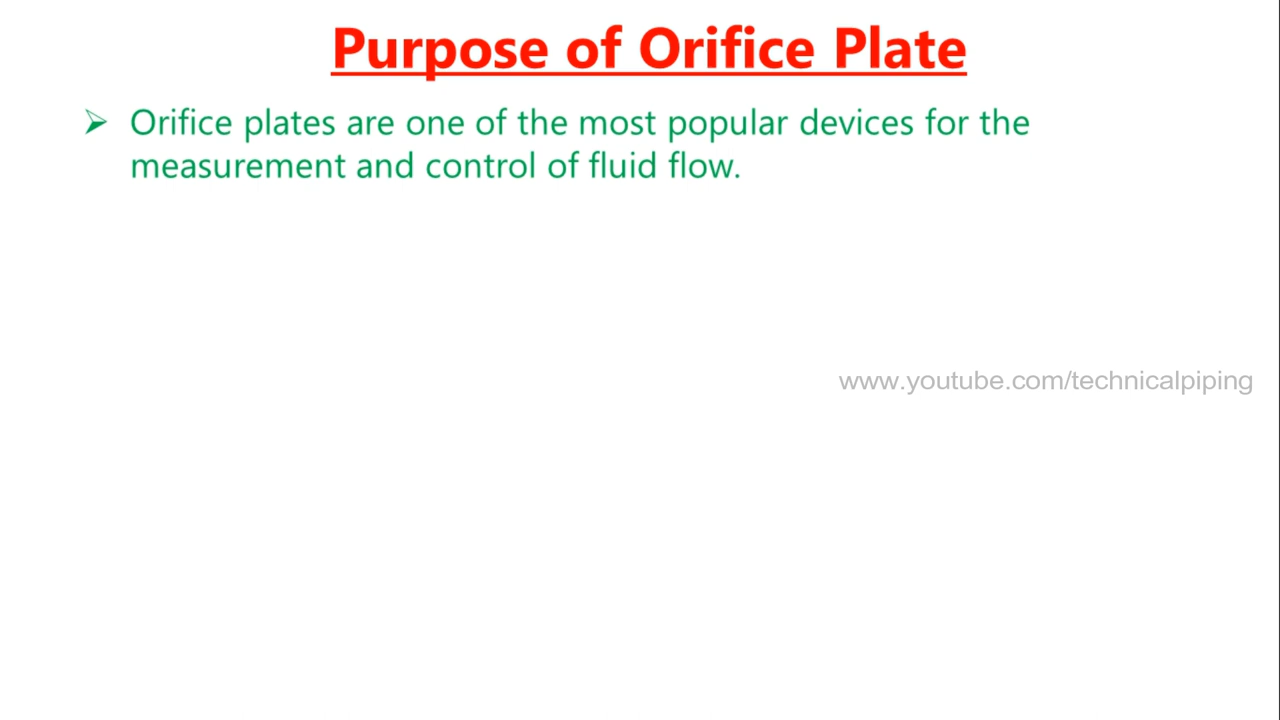 Purpose of Orifice Plate
➢ Orifice plates are one of the most popular devices for the
measurement and control of fluid flow.
www.youtube.com/technicalpiping